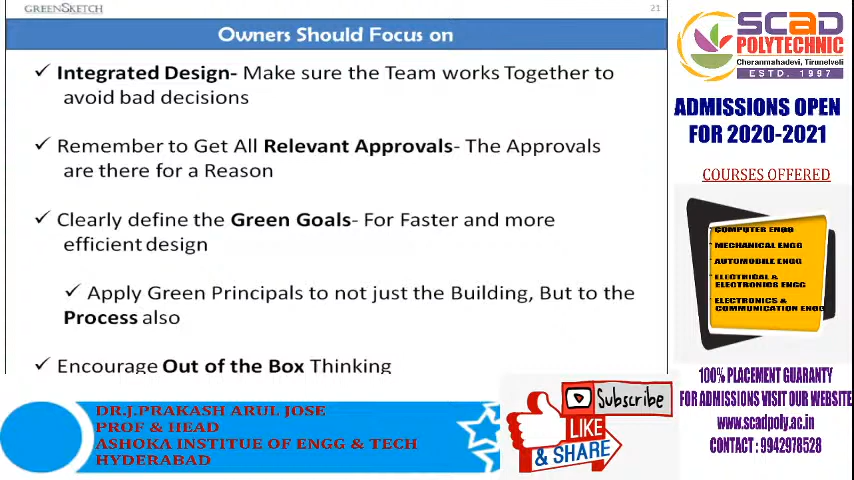 GREENSKETCH
21
Owners Should Focus on
✓ Integrated Design- Make sure the Team works Together to
avoid bad decisions
✓ Remember to Get All Relevant Approvals- The Approvals
are there for a Reason
✓ Clearly define the Green Goals- For Faster and more
efficient design
✓ Apply Green Principals to not just the Building, But to the
Process also
✓ Encourage Out of the Box Thinking
DR.J.PRAKASH ARUL JOSE
PROF & HEAD
ASHOKA INSTITUE OF ENGG & TECH
HYDERABAD
Subscribe
LIKE
& SHARE
SCAD
POLYTECHNIC
Cheranmahadevi, Tirunelveli
ESTD. 1997
ADMISSIONS OPEN
FOR 2020-2021
COURSES OFFERED
COMPUTER ENGG
MECHANICAL ENGG
AUTOMOBILE ENGG
ELECTRICAL &
ELECTRONICS ENGG
ELECTRONICS &
COMMUNICATION ENGG
100% PLACEMENT GUARANTY
FOR ADMISSIONS VISIT OUR WEBSITE
www.scadpoly.ac.in
CONTACT : 9942978528